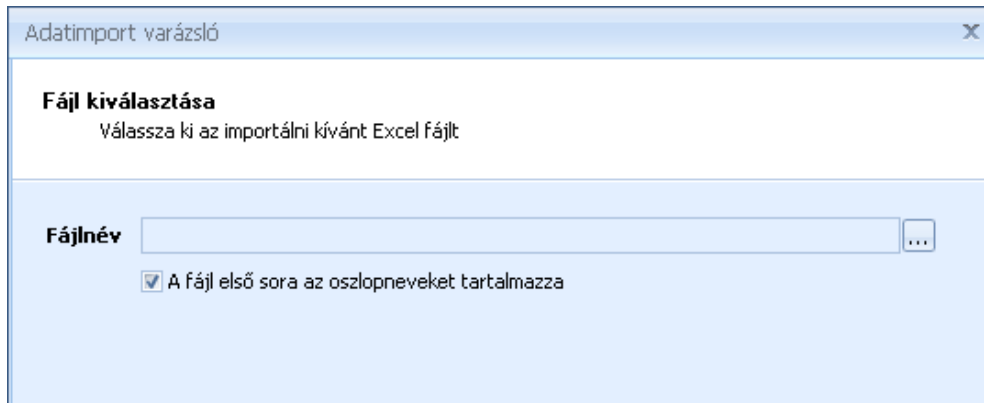 Adatimport varázsló
Fájl kiválasztása
Válassza ki az importálni kívánt Excel fájlt
Fájlnév
...
A fájl első sora az oszlopneveket tartalmazza